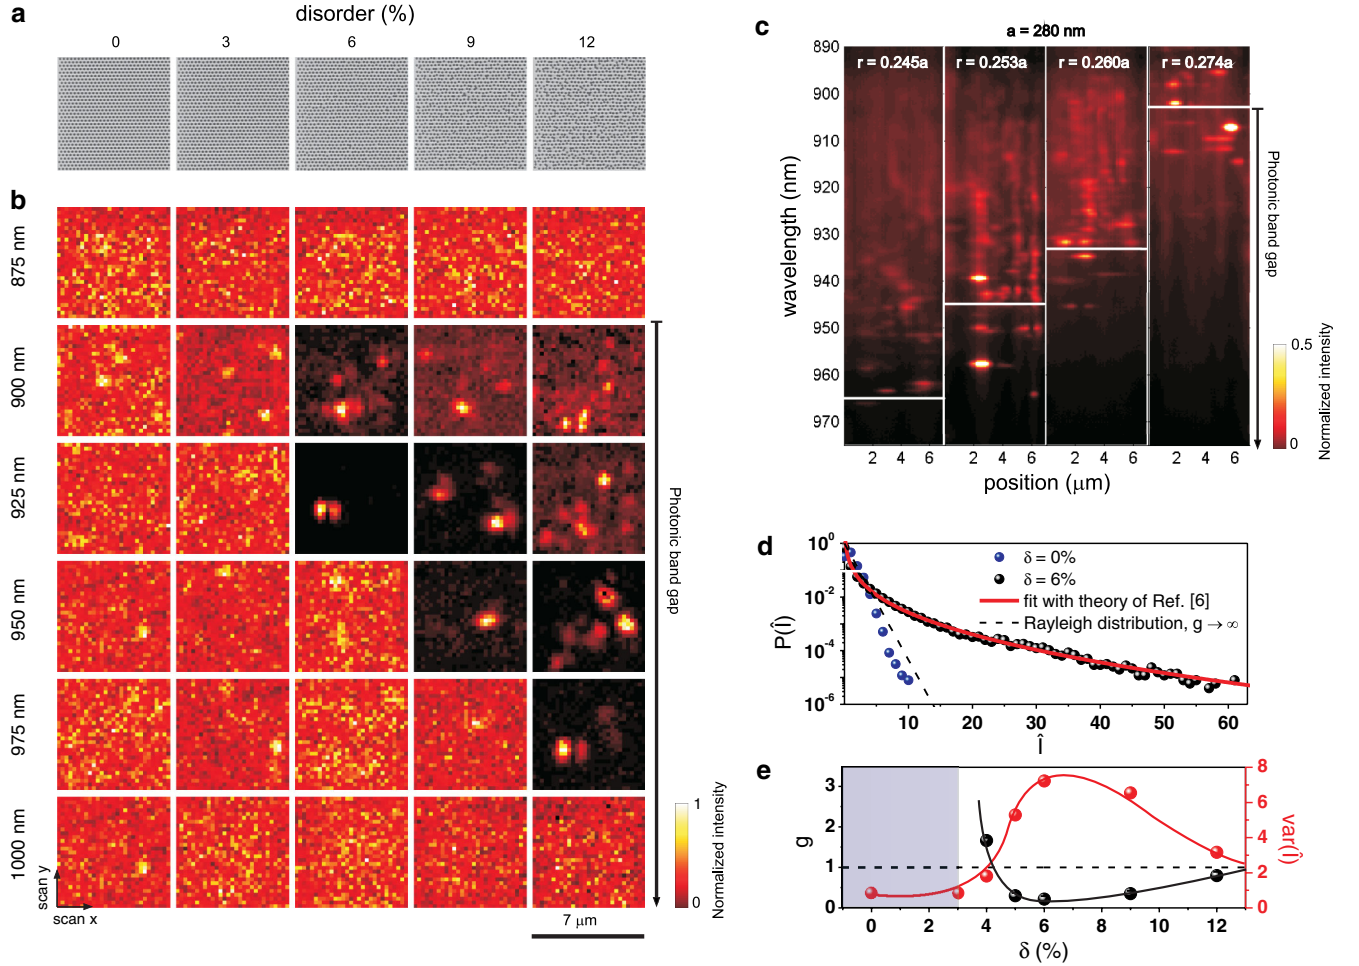 a
disorder (%)
0 3 6 9 12
b
875 nm
900 nm
925 nm
950 nm
975 nm
1000 nm
Photonic band gap
scan y
scan x
7 µm
1
0
Normalized intensity
c
a = 280 nm
r = 0.245a r = 0.253a r = 0.260a r = 0.274a
890
900
910
920
930
940
950
960
970
wavelength (nm)
2 4 6 2 4 6 2 4 6 2 4 6
position (µm)
Photonic band gap
0.5
0
Normalized intensity
d
10⁰
10⁻²
10⁻⁴
10⁻⁶
P(Î)
δ = 0%
δ = 6%
fit with theory of Ref. [6]
Rayleigh distribution, g → ∞
10 20 30 40 50 60
Î
e
3
2
1
0
g
8
6
4
2
0
var(Î)
0 2 4 6 8 10 12
δ (%)